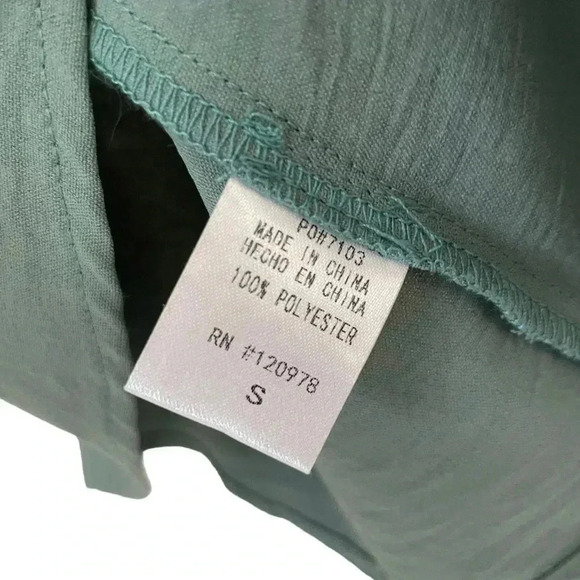 PO#7103
MADE IN CHINA
HECHO EN CHINA
100% POLYESTER
RN #120978
S